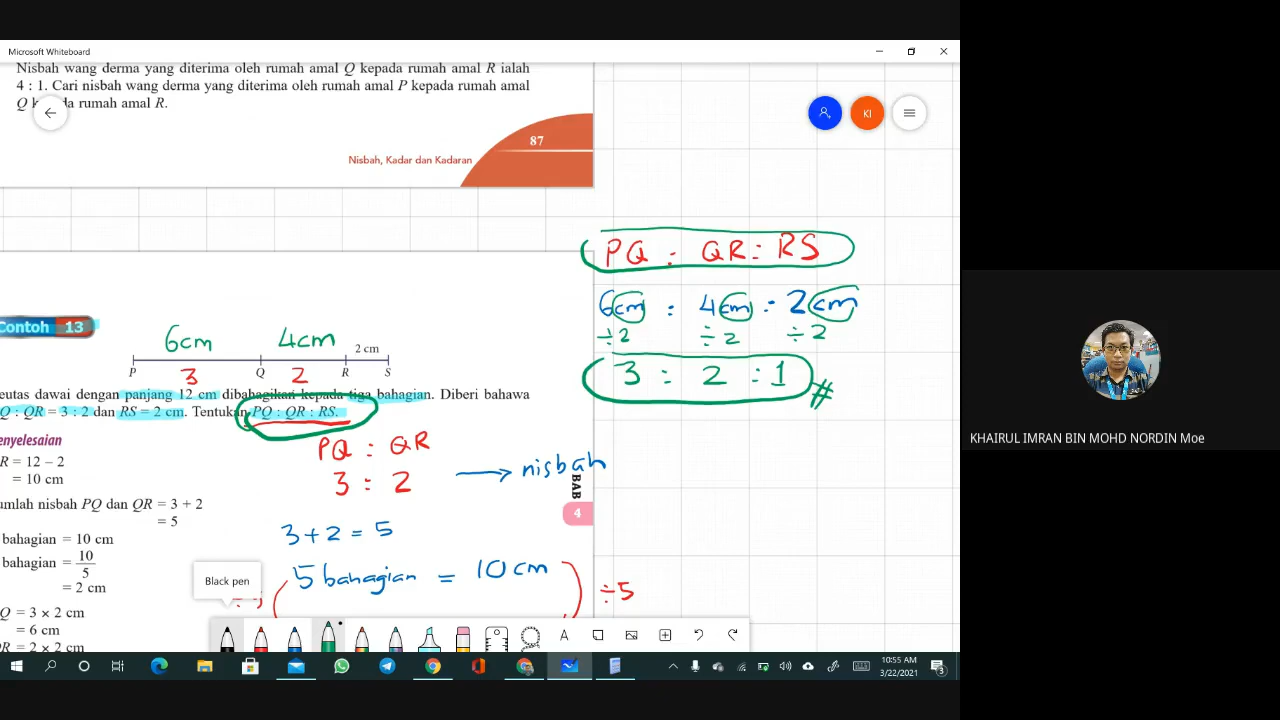 Microsoft Whiteboard
Nisbah wang derma yang diterima oleh rumah amal Q kepada rumah amal R ialah
4 : 1. Cari nisbah wang derma yang diterima oleh rumah amal P kepada rumah amal
Q kepada rumah amal R.
KI
87
Nisbah, Kadar dan Kadaran
PQ : QR : RS
6cm : 4cm : 2cm
÷2 ÷2 ÷2
3 : 2 : 1 #
Contoh 13
6cm 4cm 2 cm
P Q R S
3 2
eutas dawai dengan panjang 12 cm dibahagikan kepada tiga bahagian. Diberi bahawa
Q : QR = 3 : 2 dan RS = 2 cm. Tentukan PQ : QR : RS.
enyelesaian
R = 12 – 2
= 10 cm
PQ : QR
3 : 2 → nisbah
BAB
4
umlah nisbah PQ dan QR = 3 + 2
= 5
3 + 2 = 5
bahagian = 10 cm
bahagian = 10
5
= 2 cm
5 bahagian = 10 cm
÷5
Black pen
Q = 3 × 2 cm
= 6 cm
R = 2 × 2 cm
A
10:55 AM
3/22/2021
3
KHAIRUL IMRAN BIN MOHD NORDIN Moe